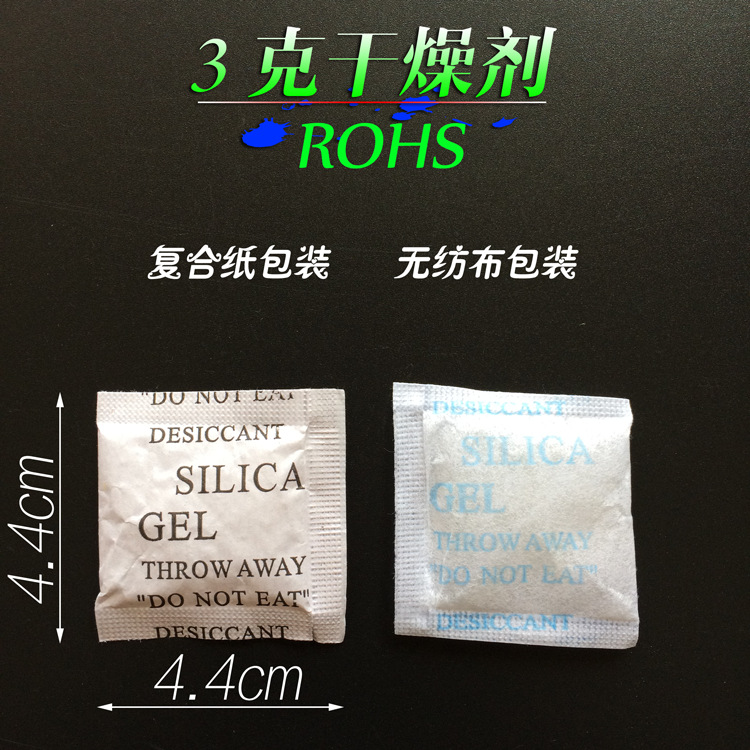 3克干燥剂
ROHS
复合纸包装
无纺布包装
4.4cm
"DO NOT EAT
DESICCANT
SILICA
GEL
THROW AWAY
"DO NOT EAT"
DESICCANT
4.4cm
DESICCANT
SILICA
GEL
THROW AWAY
"DO NOT EAT"
DESICCANT